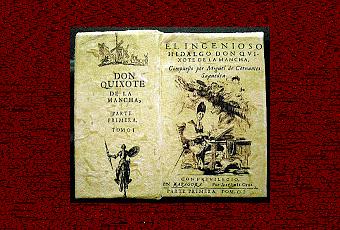 DON
QUIXOTE
DE LA
MANCHA,
PARTE
PRIMERA.
TOMO I
EL INGENIOSO
HIDALGO DON QUI-
XOTE DE LA MANCHA,
Compuesto por Miguel de Cervantes
Saavedra.
CON PRIVILEGIO,
EN
Por
PARTE PRIMERA, TOMO I